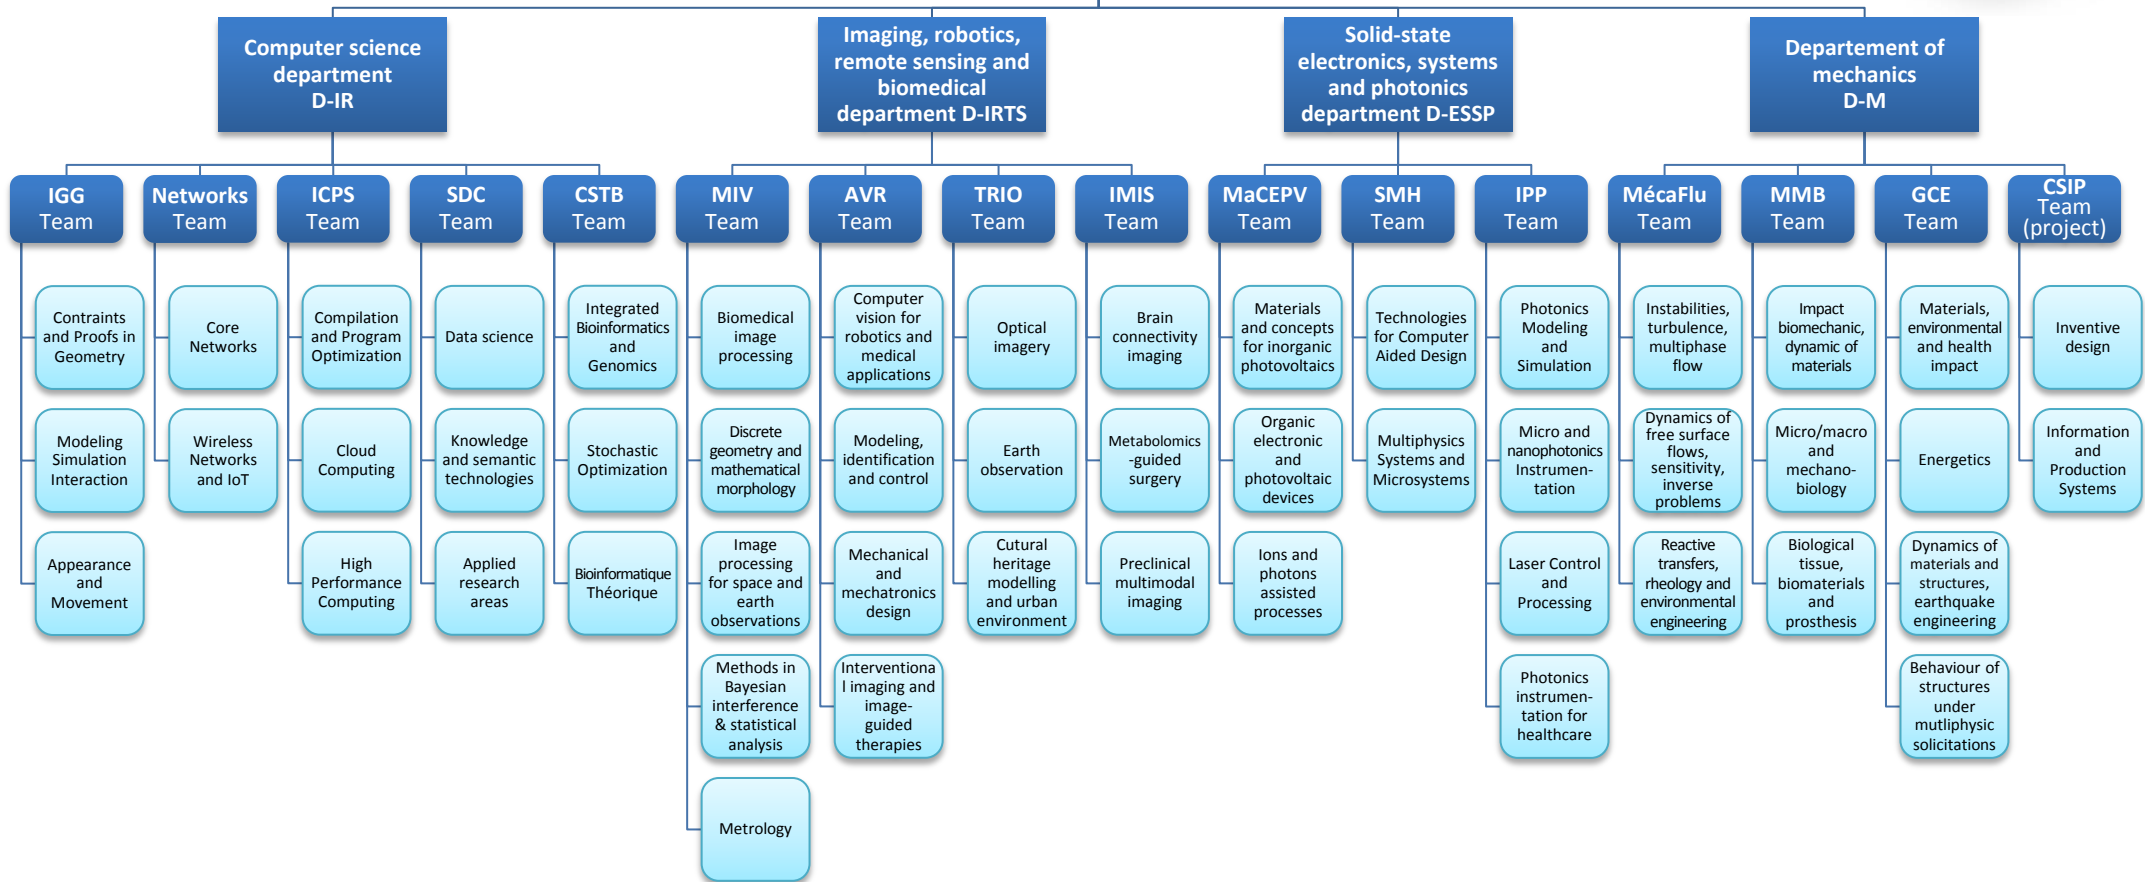 Computer science
department
D-IR
Imaging, robotics,
remote sensing and
biomedical
department D-IRTS
Solid-state
electronics, systems
and photonics
department D-ESSP
Departement of
mechanics
D-M
IGG
Team
Networks
Team
ICPS
Team
SDC
Team
CSTB
Team
MIV
Team
AVR
Team
TRIO
Team
IMIS
Team
MaCEPV
Team
SMH
Team
IPP
Team
MécaFlu
Team
MMB
Team
GCE
Team
CSIP
Team
(project)
Contraints
and Proofs in
Geometry
Core
Networks
Compilation
and Program
Optimization
Data science
Integrated
Bioinformatics
and
Genomics
Biomedical
image
processing
Computer
vision for
robotics and
medical
applications
Optical
imagery
Brain
connectivity
imaging
Materials
and concepts
for inorganic
photovoltaics
Technologies
for Computer
Aided Design
Photonics
Modeling
and
Simulation
Instabilities,
turbulence,
multiphase
flow
Impact
biomechanic,
dynamic of
materials
Materials,
environmental
and health
impact
Inventive
design
Modeling
Simulation
Interaction
Wireless
Networks
and IoT
Cloud
Computing
Knowledge
and semantic
technologies
Stochastic
Optimization
Discrete
geometry and
mathematical
morphology
Modeling,
identification
and control
Earth
observation
Metabolomics
-guided
surgery
Organic
electronic
and
photovoltaic
devices
Multiphysics
Systems and
Microsystems
Micro and
nanophotonics
Instrumen-
tation
Dynamics of
free surface
flows,
sensitivity,
inverse
problems
Micro/macro
and
mechano-
biology
Energetics
Information
and
Production
Systems
Appearance
and
Movement
High
Performance
Computing
Applied
research
areas
Bioinformatique
Théorique
Image
processing
for space and
earth
observations
Mechanical
and
mechatronics
design
Cutural
heritage
modelling
and urban
environment
Preclinical
multimodal
imaging
Ions and
photons
assisted
processes
Laser Control
and
Processing
Reactive
transfers,
rheology and
environmental
engineering
Biological
tissue,
biomaterials
and
prosthesis
Dynamics of
materials and
structures,
earthquake
engineering
Methods in
Bayesian
interference
& statistical
analysis
Interventiona
l imaging and
image-
guided
therapies
Photonics
instrumen-
tation for
healthcare
Behaviour of
structures
under
mutliphysic
solicitations
Metrology